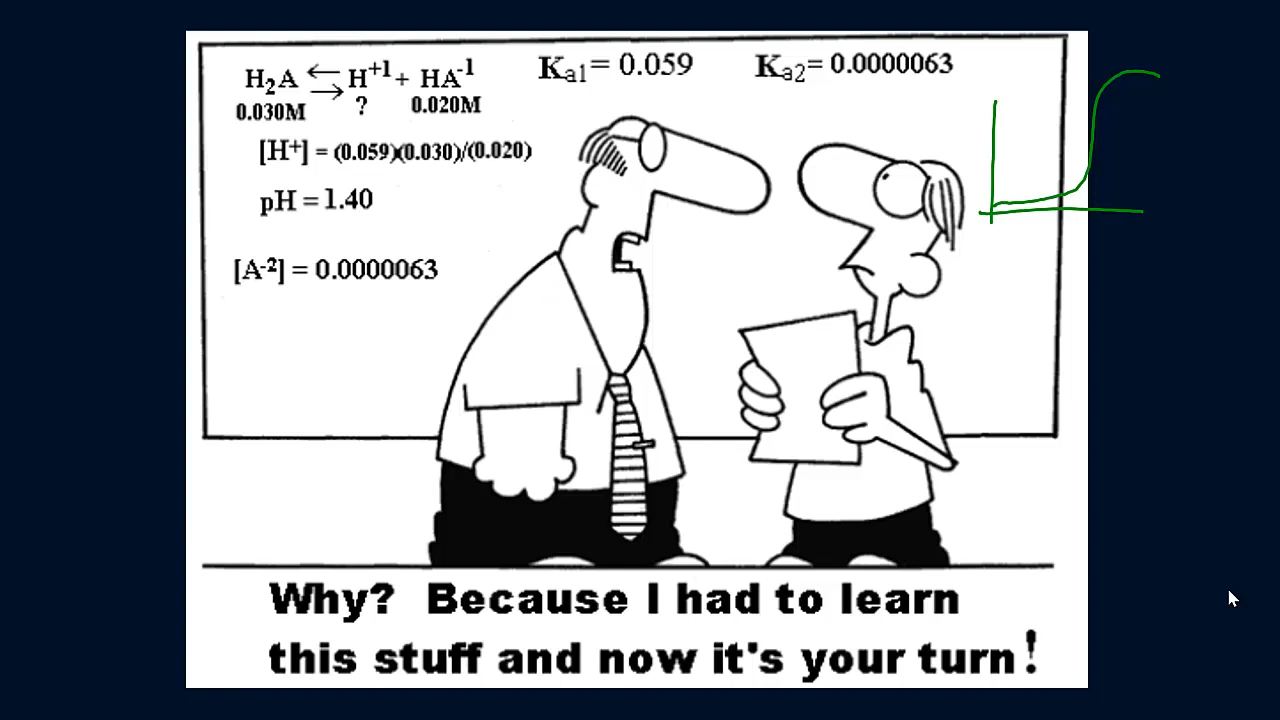 H₂A ⇄ H⁺¹ + HA⁻¹
0.030M ? 0.020M
Kₐ₁ = 0.059 Kₐ₂ = 0.0000063
[H⁺] = (0.059)(0.030)/(0.020)
pH = 1.40
[A⁻²] = 0.0000063
Why? Because I had to learn
this stuff and now it's your turn!